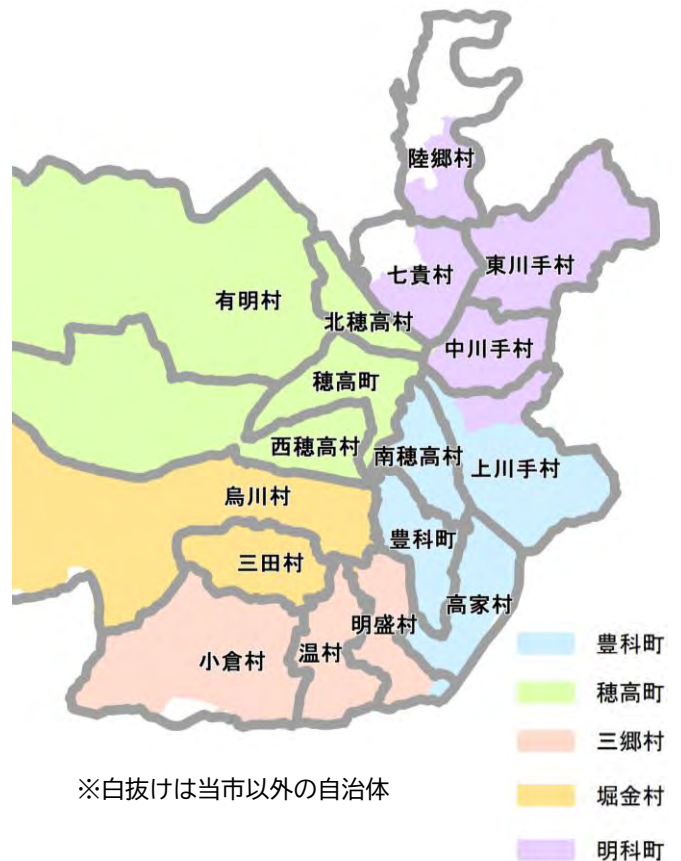 陸郷村
七貴村
東川手村
有明村
北穂高村
中川手村
穂高町
西穂高村
南穂高村
上川手村
烏川村
豊科町
三田村
高家村
明盛村
温村
小倉村
豊科町
穂高町
三郷村
堀金村
明科町
※白抜けは当市以外の自治体